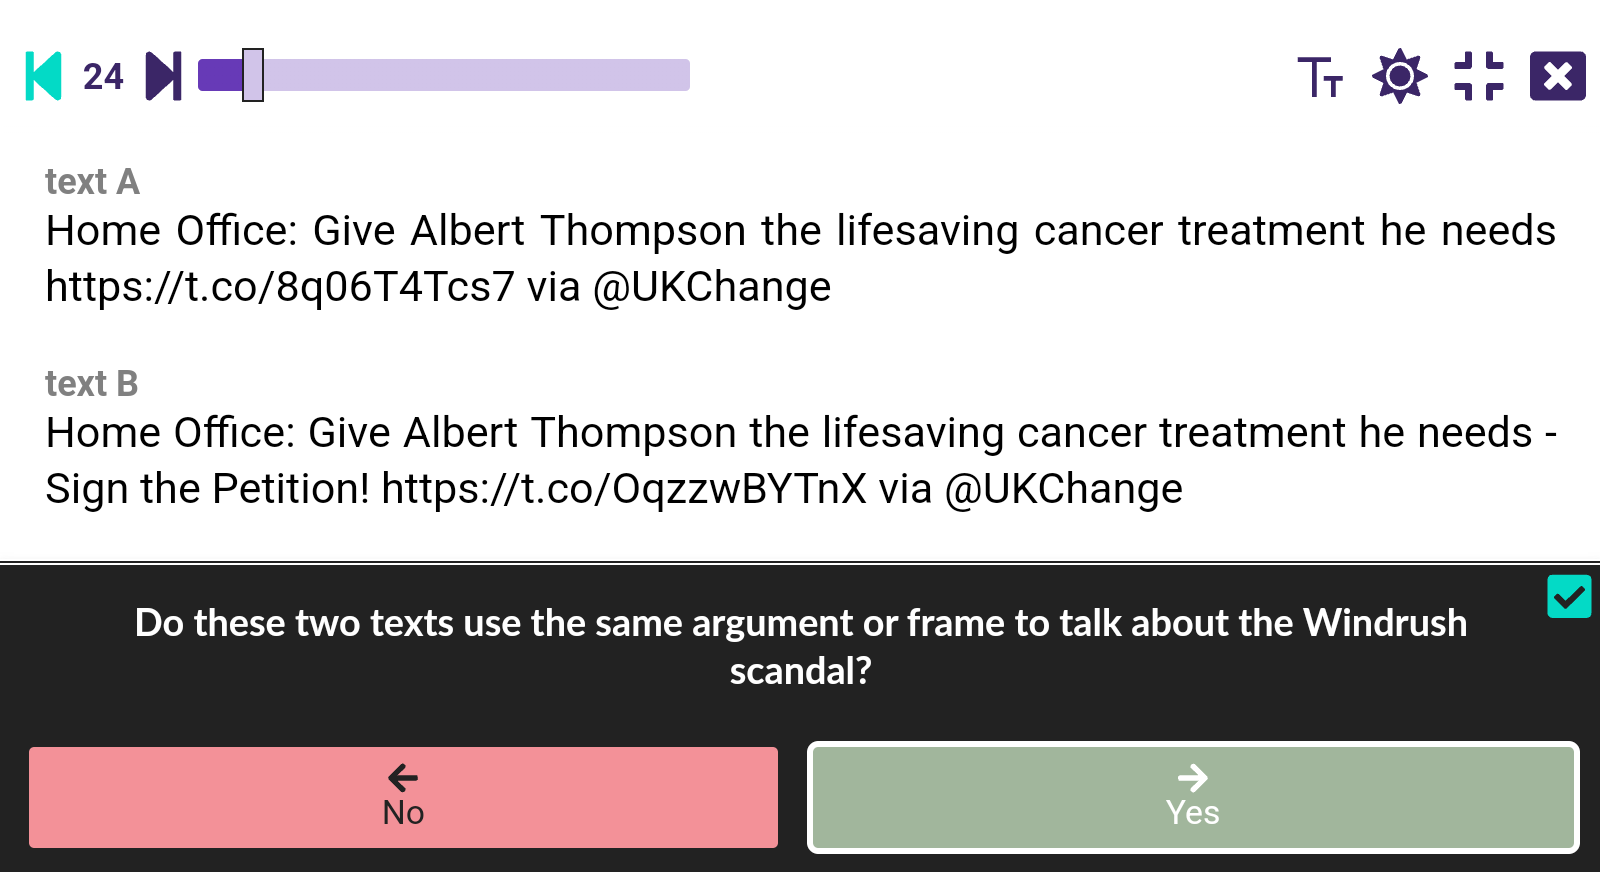 24
Tт
text A
Home Office: Give Albert Thompson the lifesaving cancer treatment he needs
https://t.co/8q06T4Tcs7 via @UKChange
text B
Home Office: Give Albert Thompson the lifesaving cancer treatment he needs -
Sign the Petition! https://t.co/OqzzwBYTnX via @UKChange
Do these two texts use the same argument or frame to talk about the Windrush
scandal?
No
Yes